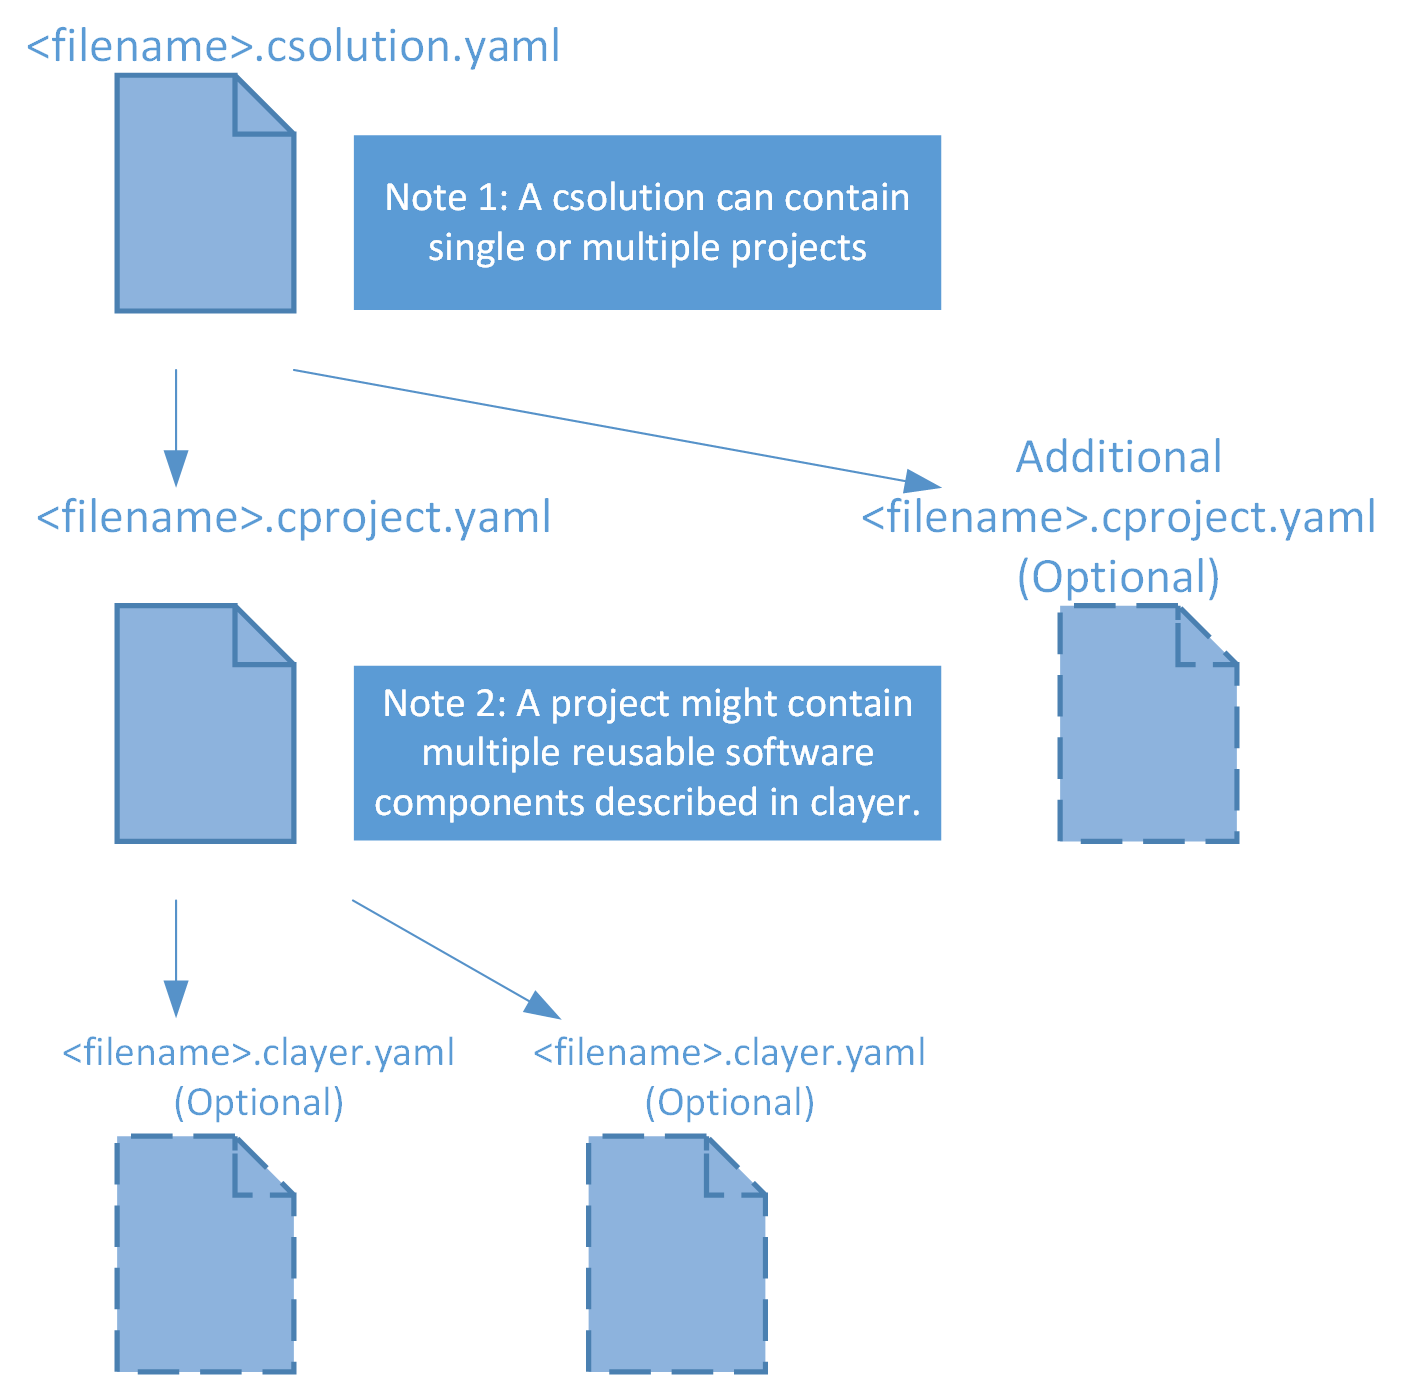 <filename>.csolution.yaml
Note 1: A csolution can contain
single or multiple projects
<filename>.cproject.yaml
Additional
<filename>.cproject.yaml
(Optional)
Note 2: A project might contain
multiple reusable software
components described in clayer.
<filename>.clayer.yaml
(Optional)
<filename>.clayer.yaml
(Optional)